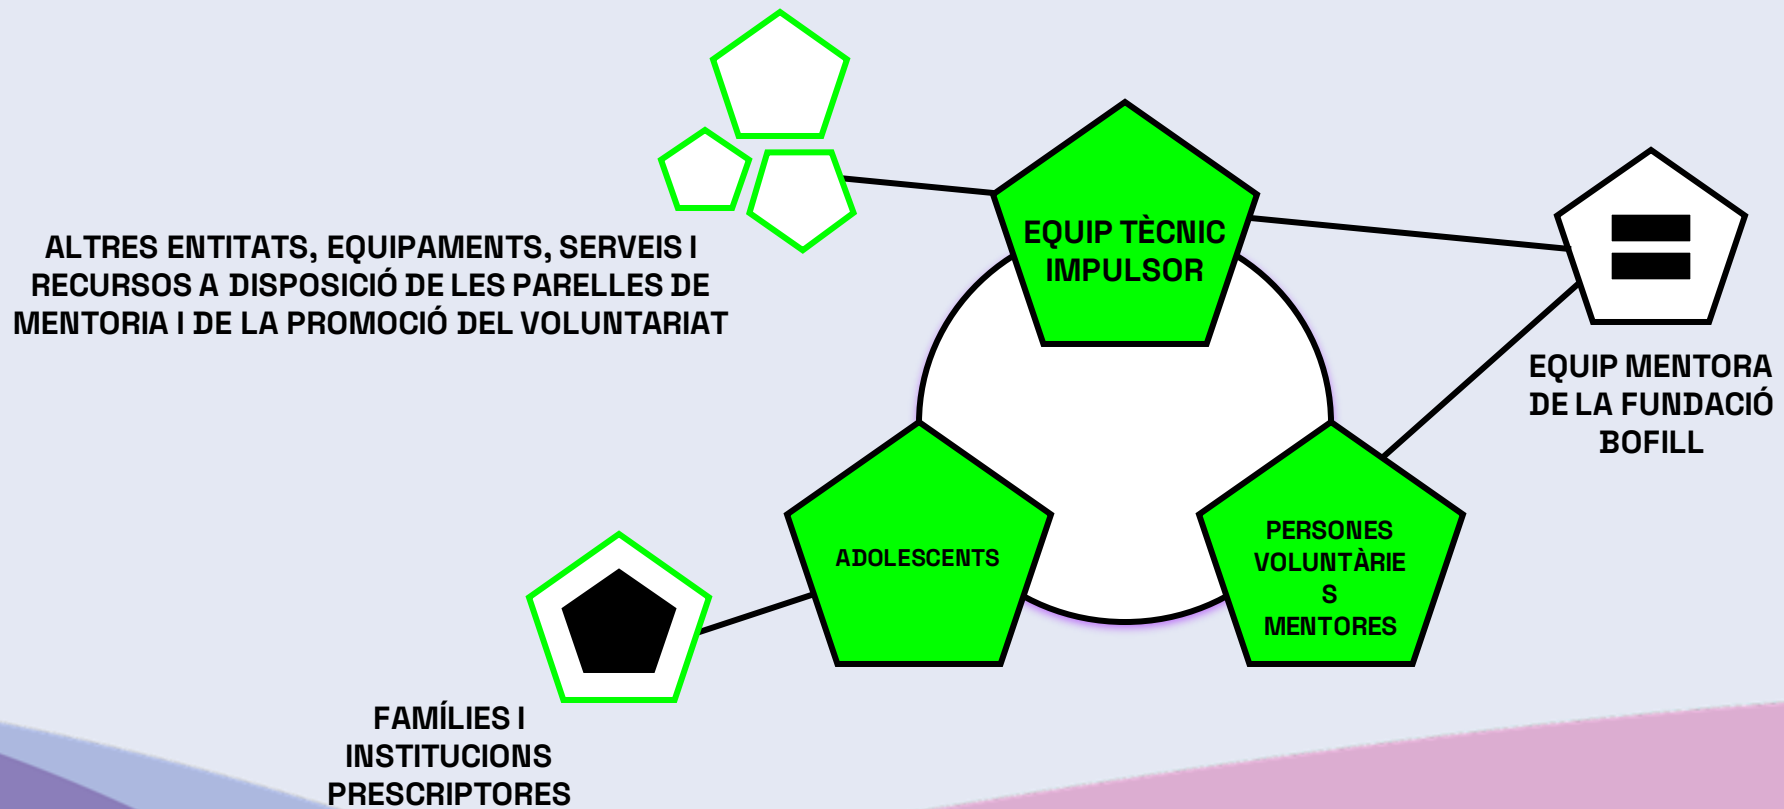 EQUIP TÈCNIC
IMPULSOR
ALTRES ENTITATS, EQUIPAMENTS, SERVEIS I
RECURSOS A DISPOSICIÓ DE LES PARELLES DE
MENTORIA I DE LA PROMOCIÓ DEL VOLUNTARIAT
EQUIP MENTORA
DE LA FUNDACIÓ
BOFILL
ADOLESCENTS
PERSONES
VOLUNTÀRIE
S
MENTORES
FAMÍLIES I
INSTITUCIONS
PRESCRIPTORES